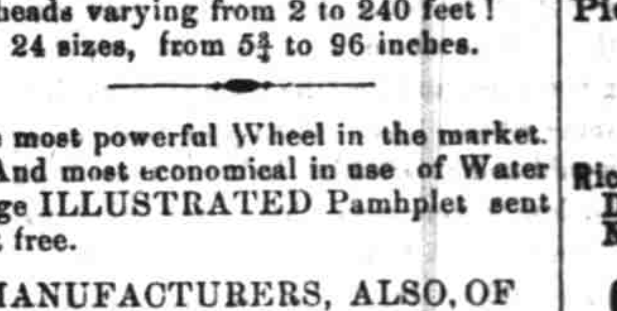 heads varying from 2 to 240 feet !
24 sizes, from 5¾ to 96 inches.
most powerful Wheel in the market.
And most economical in use of Water
ge ILLUSTRATED Pamhplet sent
free.
MANUFACTURERS, ALSO, OF
Ric